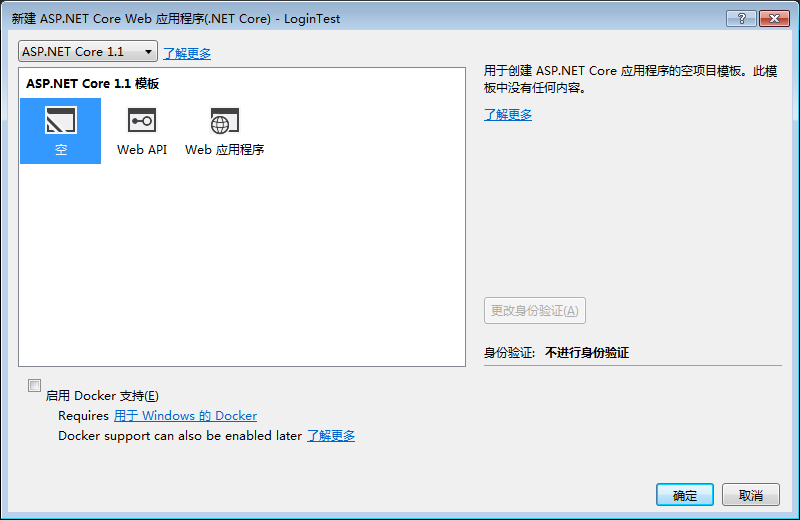 新建 ASP.NET Core Web 应用程序(.NET Core) - LoginTest
ASP.NET Core 1.1 了解更多
ASP.NET Core 1.1 模板
空
Web API
Web 应用程序
用于创建 ASP.NET Core 应用程序的空项目模板。此模
板中没有任何内容。
了解更多
更改身份验证(A)
身份验证: 不进行身份验证
启用 Docker 支持(E)
Requires 用于 Windows 的 Docker
Docker support can also be enabled later 了解更多
确定
取消